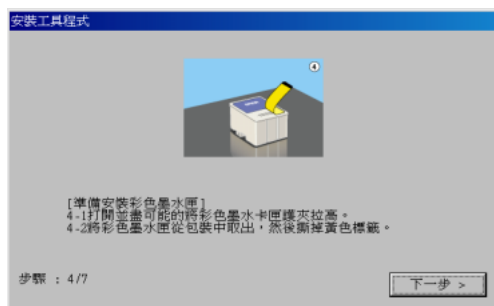 安裝工具程式
④
[準備安裝彩色墨水匣]
4-1打開並盡可能的將彩色墨水卡匣護夾拉高。
4-2將彩色墨水匣從包裝中取出，然後撕掉黃色標籤。
步驟 : 4/7
下一步 >